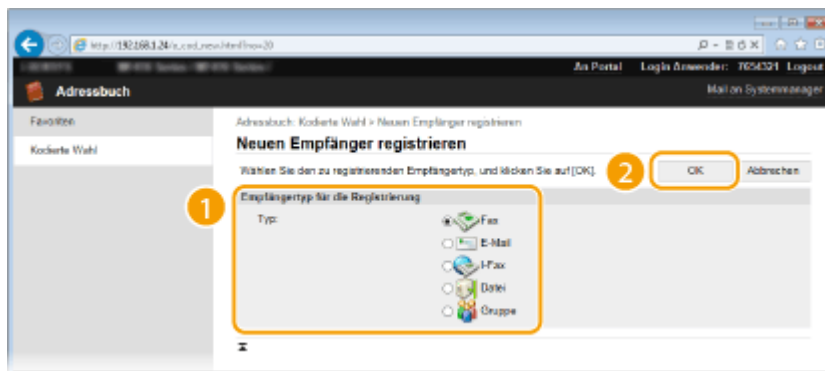 http://192.168.1.24/a_cod_new.html?no=20
An Portal Login Anwender: 7654321 Logout
Adressbuch
Mail an Systemmanager
Favoriten
Kodierte Wahl
Adressbuch: Kodierte Wahl > Neuen Empfänger registrieren
Neuen Empfänger registrieren
Wählen Sie den zu registrierenden Empfängertyp, und klicken Sie auf [OK].
2
OK
Abbrechen
1
Empfängertyp für die Registrierung
Typ:
Fax
E-Mail
I-Fax
Datei
Gruppe